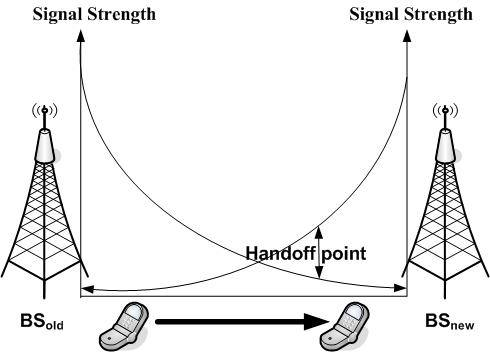 Signal Strength
Signal Strength
Handoff point
BSold
BSnew